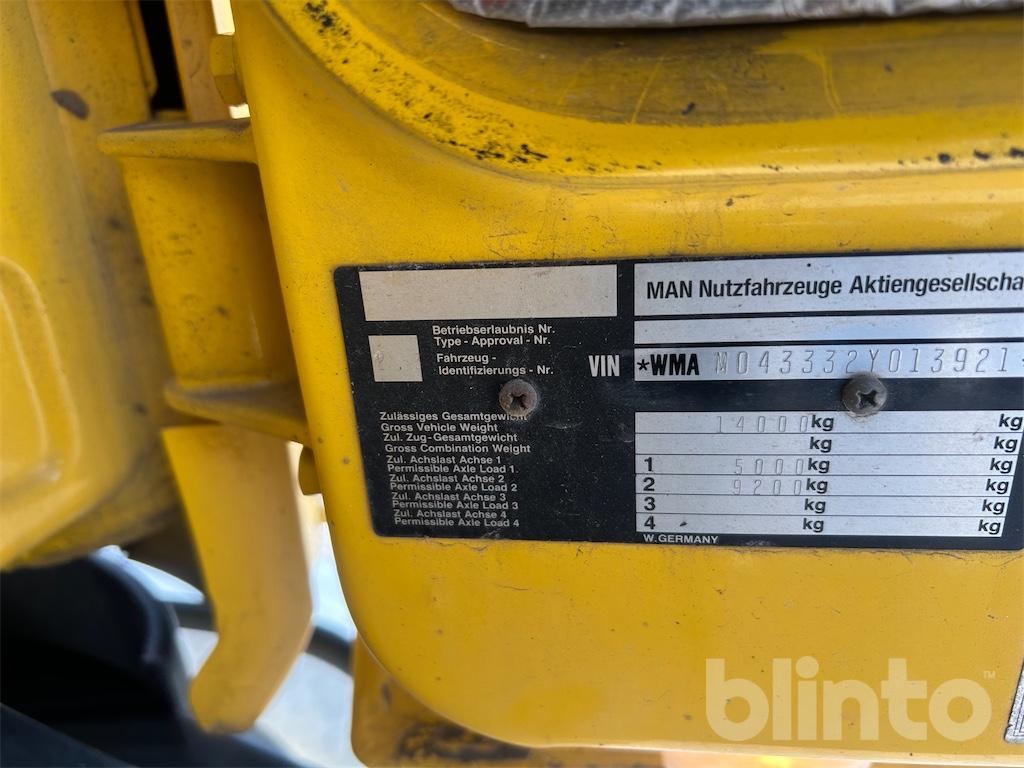 MAN Nutzfahrzeuge Aktiengesellscha
Betriebserlaubnis Nr.
Type - Approval - Nr.
Fahrzeug -
Identifizierungs - Nr.
VIN *WMA M043332Y013921
Zulässiges Gesamtgewicht
Gross Vehicle Weight
14000 kg kg
Zul. Zug-Gesamtgewicht
Gross Combination Weight
kg kg
Zul. Achslast Achse 1
Permissible Axle Load 1
1 5000 kg kg
Zul. Achslast Achse 2
Permissible Axle Load 2
2 9200 kg kg
Zul. Achslast Achse 3
Permissible Axle Load 3
3 kg kg
Zul. Achslast Achse 4
Permissible Axle Load 4
4 kg kg
W. GERMANY
blinto™